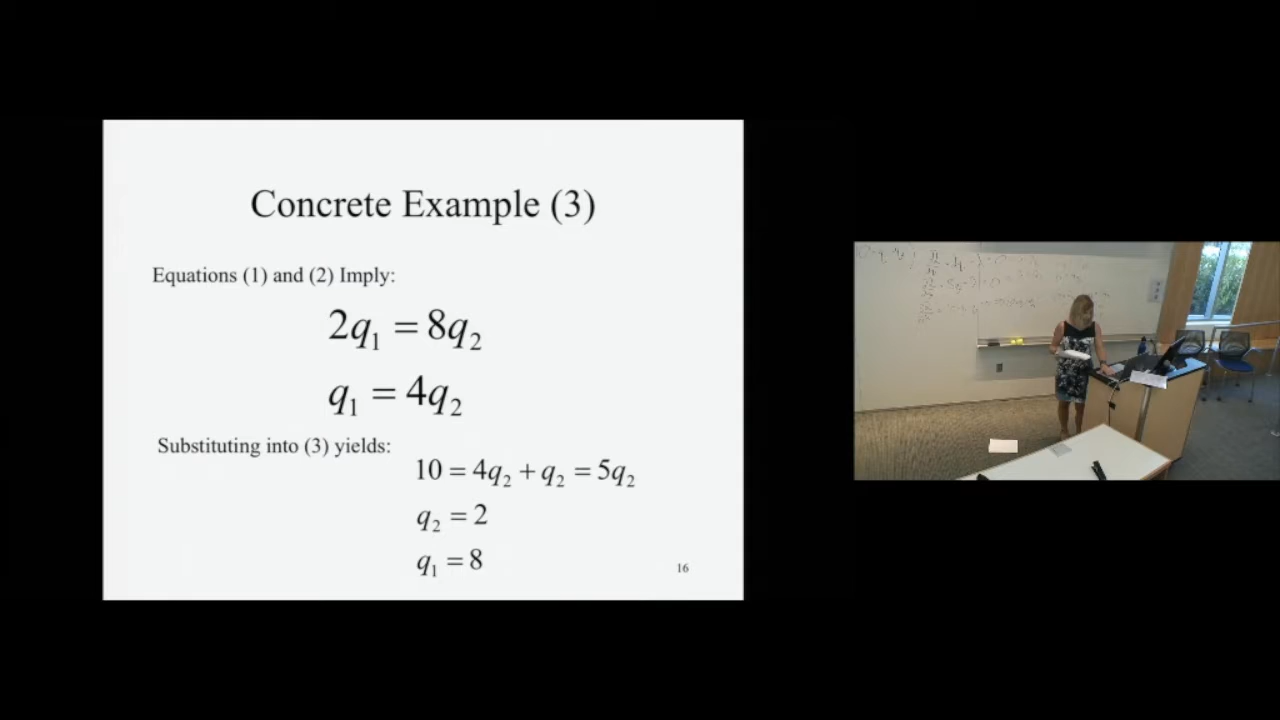 Concrete Example (3)
Equations (1) and (2) Imply:
2q₁ = 8q₂
q₁ = 4q₂
Substituting into (3) yields:
10 = 4q₂ + q₂ = 5q₂
q₂ = 2
q₁ = 8
16